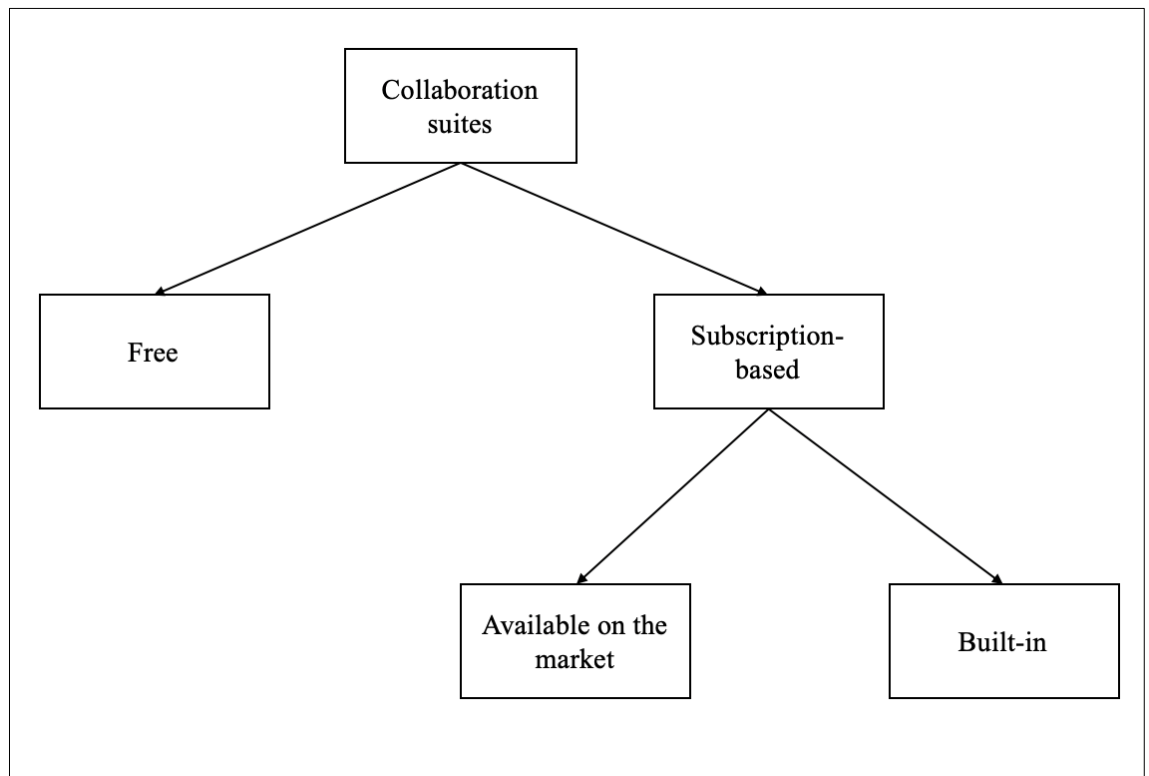 Collaboration
suites
Free
Subscription-
based
Available on the
market
Built-in